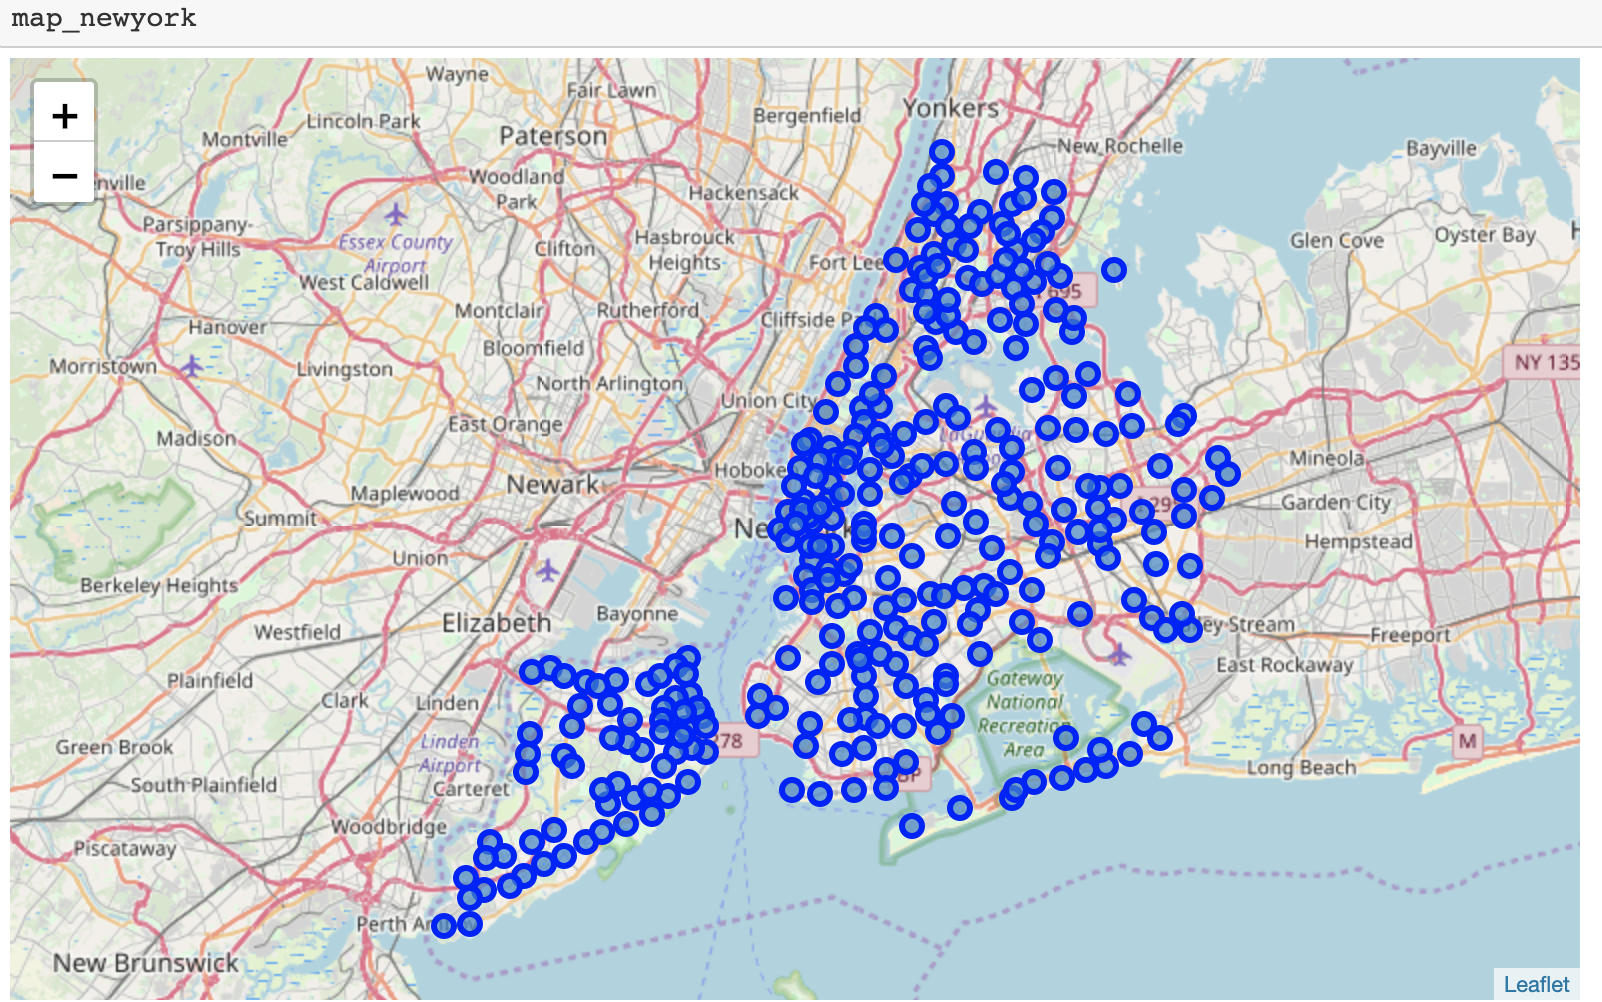 map_newyork
+
−
Wayne
Fair Lawn
Lincoln Park
Bergenfield
Yonkers
Montville
Paterson
New Rochelle
Bayville
Woodland
Park
Hackensack
Parsippany-
Troy Hills
Essex County
Airport
Clifton
Hasbrouck
Heights
Glen Cove
Oyster Bay
Fort Lee
West Caldwell
695
Montclair
Rutherford
Cliffside
Hanover
Bloomfield
Morristown
Livingston
North Arlington
NY 135
Union City
East Orange
Madison
Mineola
Newark
Maplewood
Garden City
Summit
Hempstead
Union
Berkeley Heights
Bayonne
Elizabeth
Westfield
Freeport
East Rockaway
Plainfield
Gateway
National
Recreation
Area
Clark
Linden
Green Brook
Linden
Airport
278
M
Long Beach
South Plainfield
Carteret
Woodbridge
Piscataway
Perth
New Brunswick
Leaflet